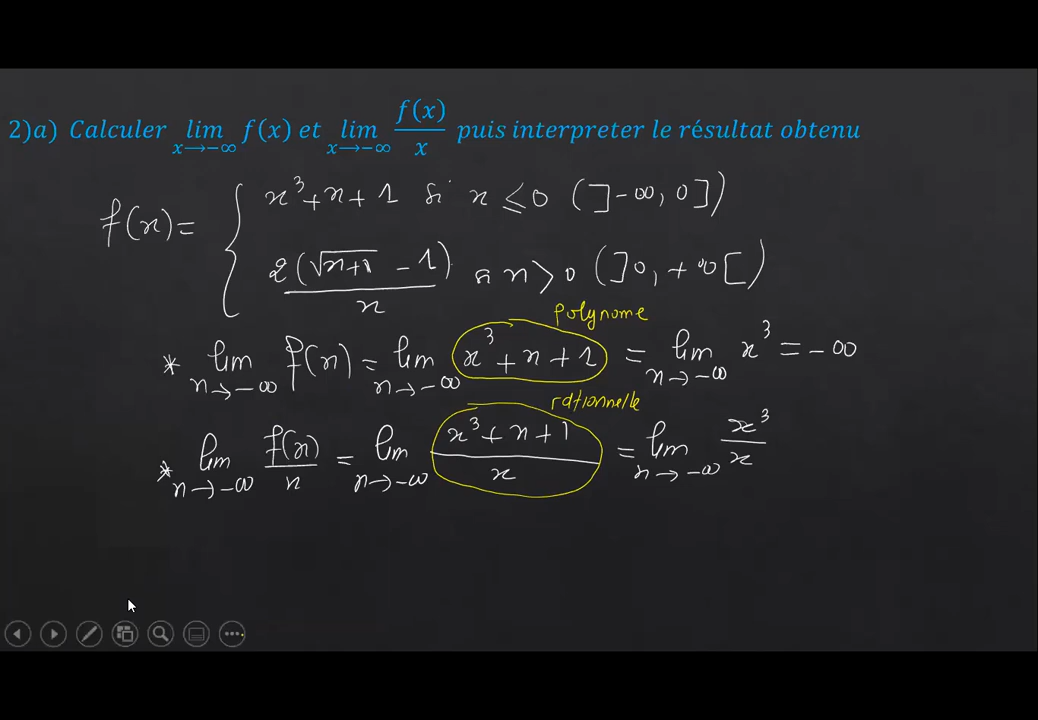 2)a) Calculer lim x→−∞ f(x) et lim x→−∞ f(x)/x puis interpreter le résultat obtenu
f(x) = { x³+x+1 si x ≤ 0 (]-∞, 0])
2(√(x+1) - 1)/x si x > 0 (]0, +∞[)
polynome
* lim x→-∞ f(x) = lim x→-∞ x³+x+1 = lim x→-∞ x³ = -∞
rationnelle
* lim x→-∞ f(x)/x = lim x→-∞ (x³+x+1)/x = lim x→-∞ x³/x